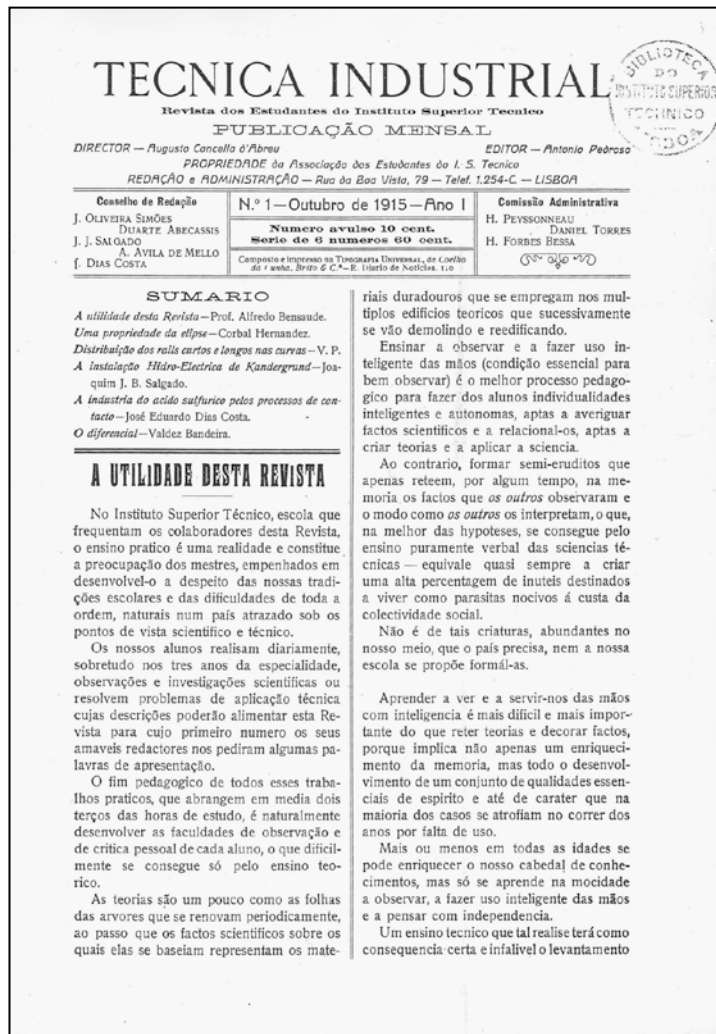 TECNICA INDUSTRIAL
BIBLIOTECA
DO
INSTITUTO SUPERIOR
TECHNICO
Revista dos Estudantes do Instituto Superior Tecnico
PUBLICAÇÃO MENSAL
DIRECTOR — Augusto Cancella d'Abreu
EDITOR — Antonio Pedroso
PROPRIEDADE da Associação dos Estudantes do I. S. Tecnico
REDAÇÃO e ADMINISTRAÇÃO — Rua da Boa Vista, 79 — Telef. 1.254-C. — LISBOA
Conselho de Redação
J. OLIVEIRA SIMÕES
DUARTE ABECASSIS
J. J. SALGADO
A. AVILA DE MELLO
J. DIAS COSTA
N.º 1—Outubro de 1915—Ano I
Numero avulso 10 cent.
Serie de 6 numeros 60 cent.
Composto e impresso na TIPOGRAFIA UNIVERSAL, de Coelho
da Cunha, Brito & C.ª—R. Diario de Noticias, 110
Comissão Administrativa
H. PEYSSONNEAU
DANIEL TORRES
H. FORBES BESSA
SUMARIO
A utilidade desta Revista—Prof. Alfredo Bensaude.
Uma propriedade da elipse—Corbal Hernandez.
Distribuição dos rails curtos e longos nas curvas—V. P.
A instalação Hidro-Electrica de Kandergrund—Joa-
quim J. B. Salgado.
A industria do acido sulfurico pelos processos de con-
tacto—José Eduardo Dias Costa.
O diferencial—Valdez Bandeira.
A UTILIDADE DESTA REVISTA
No Instituto Superior Técnico, escola que
frequentam os colaboradores desta Revista,
o ensino pratico é uma realidade e constitue
a preocupação dos mestres, empenhados em
desenvolvel-o a despeito das nossas tradi-
ções escolares e das dificuldades de toda a
ordem, naturais num país atrazado sob os
pontos de vista scientifico e técnico.
Os nossos alunos realisam diariamente,
sobretudo nos tres anos da especialidade,
observações e investigações scientificas ou
resolvem problemas de aplicação técnica
cujas descrições poderão alimentar esta Re-
vista para cujo primeiro numero os seus
amaveis redactores nos pediram algumas pa-
lavras de apresentação.
O fim pedagogico de todos esses traba-
lhos praticos, que abrangem em media dois
terços das horas de estudo, é naturalmente
desenvolver as faculdades de observação e
de critica pessoal de cada aluno, o que dificil-
mente se consegue só pelo ensino teo-
rico.
As teorias são um pouco como as folhas
das arvores que se renovam periodicamente,
ao passo que os factos scientificos sobre os
quais elas se baseiam representam os mate-
riais duradouros que se empregam nos mul-
tiplos edificios teoricos que sucessivamente
se vão demolindo e reedificando.
Ensinar a observar e a fazer uso in-
teligente das mãos (condição essencial para
bem observar) é o melhor processo pedago-
gico para fazer dos alunos individualidades
inteligentes e autonomas, aptas a averiguar
factos scientificos e a relacional-os, aptas a
criar teorias e a aplicar a sciencia.
Ao contrario, formar semi-eruditos que
apenas reteem, por algum tempo, na me-
moria os factos que os outros observaram e
o modo como os outros os interpretam, o que,
na melhor das hypoteses, se consegue pelo
ensino puramente verbal das sciencias té-
cnicas — equivale quasi sempre a criar
uma alta percentagem de inuteis destinados
a viver como parasitas nocivos á custa da
colectividade social.
Não é de tais criaturas, abundantes no
nosso meio, que o país precisa, nem a nossa
escola se propõe formál-as.
Aprender a ver e a servir-nos das mãos
com inteligencia é mais dificil e mais impor-
tante do que reter teorias e decorar factos,
porque implica não apenas um enriqueci-
mento da memoria, mas todo o desenvol-
vimento de um conjunto de qualidades essen-
ciais de espirito e até de carater que na
maioria dos casos se atrofiam no correr dos
anos por falta de uso.
Mais ou menos em todas as idades se
pode enriquecer o nosso cabedal de conhe-
cimentos, mas só se aprende na mocidade
a observar, a fazer uso inteligente das mãos
e a pensar com independencia.
Um ensino tecnico que tal realise terá como
consequencia certa e infalivel o levantamento